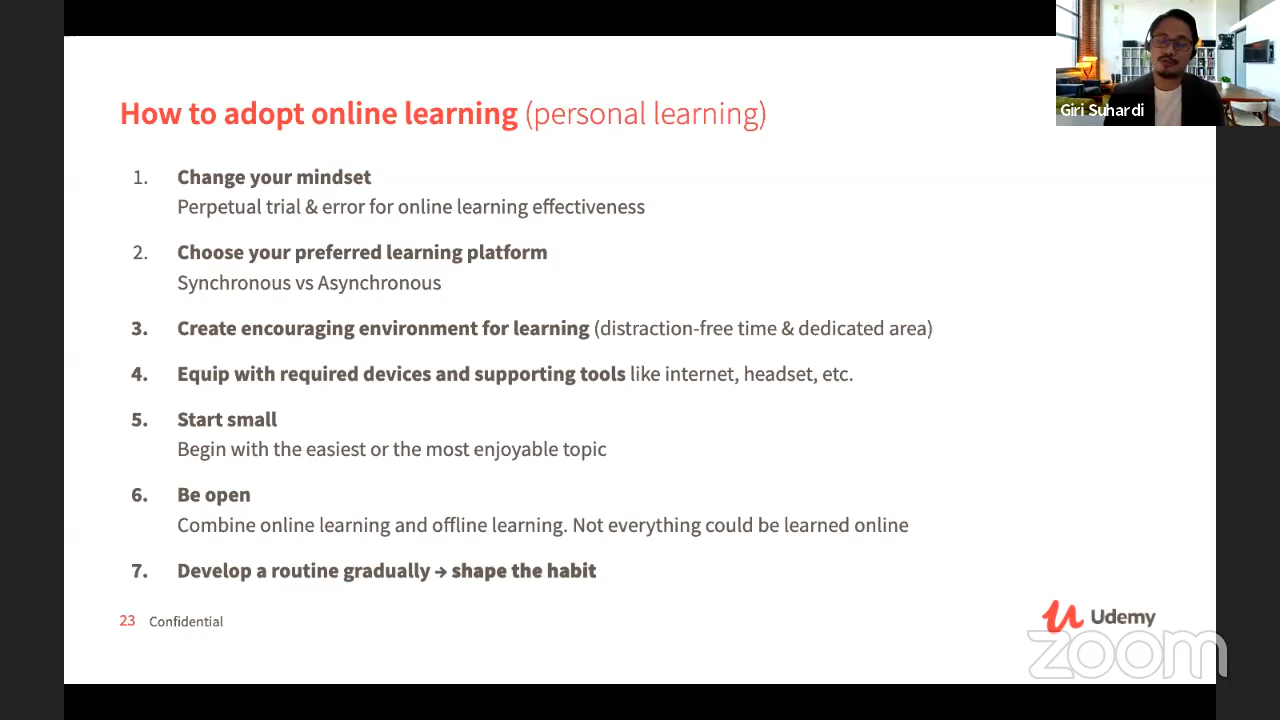 How to adopt online learning (personal learning)
Giri Suhardi
1. Change your mindset
Perpetual trial & error for online learning effectiveness
2. Choose your preferred learning platform
Synchronous vs Asynchronous
3. Create encouraging environment for learning (distraction-free time & dedicated area)
4. Equip with required devices and supporting tools like internet, headset, etc.
5. Start small
Begin with the easiest or the most enjoyable topic
6. Be open
Combine online learning and offline learning. Not everything could be learned online
7. Develop a routine gradually → shape the habit
23 Confidential
Udemy
zoom